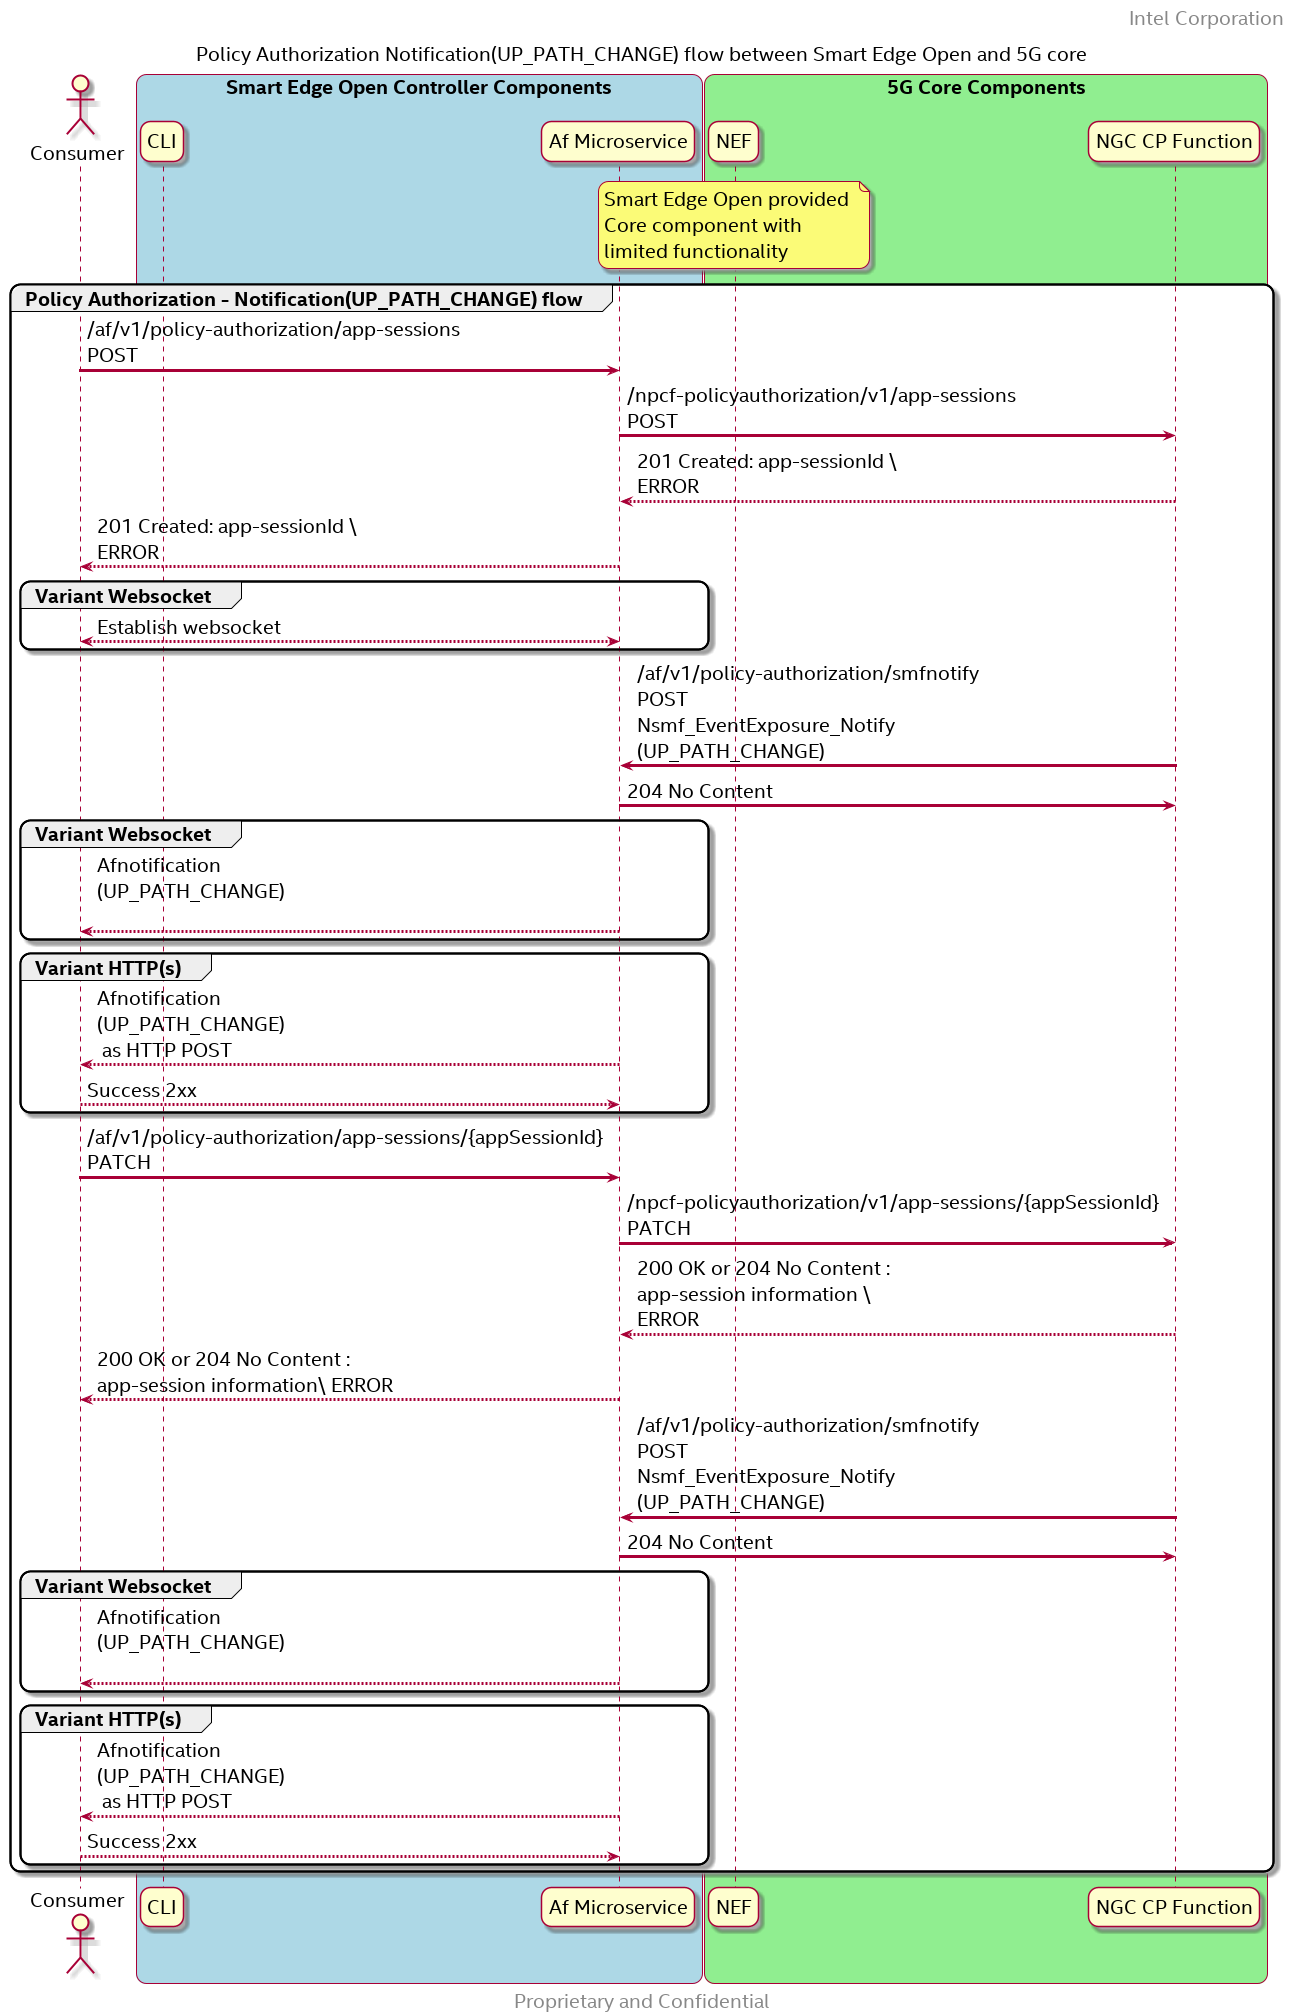 Intel Corporation
Policy Authorization Notification(UP_PATH_CHANGE) flow between Smart Edge Open and 5G core
Smart Edge Open Controller Components
5G Core Components
Consumer
CLI
Af Microservice
NEF
NGC CP Function
Smart Edge Open provided
Core component with
limited functionality
Policy Authorization - Notification(UP_PATH_CHANGE) flow
/af/v1/policy-authorization/app-sessions
POST
/npcf-policyauthorization/v1/app-sessions
POST
201 Created: app-sessionId \
ERROR
201 Created: app-sessionId \
ERROR
Variant Websocket
Establish websocket
/af/v1/policy-authorization/smfnotify
POST
Nsmf_EventExposure_Notify
(UP_PATH_CHANGE)
204 No Content
Variant Websocket
Afnotification
(UP_PATH_CHANGE)
Variant HTTP(s)
Afnotification
(UP_PATH_CHANGE)
as HTTP POST
Success 2xx
/af/v1/policy-authorization/app-sessions/{appSessionId}
PATCH
/npcf-policyauthorization/v1/app-sessions/{appSessionId}
PATCH
200 OK or 204 No Content :
app-session information \
ERROR
200 OK or 204 No Content :
app-session information\ ERROR
/af/v1/policy-authorization/smfnotify
POST
Nsmf_EventExposure_Notify
(UP_PATH_CHANGE)
204 No Content
Variant Websocket
Afnotification
(UP_PATH_CHANGE)
Variant HTTP(s)
Afnotification
(UP_PATH_CHANGE)
as HTTP POST
Success 2xx
Consumer
CLI
Af Microservice
NEF
NGC CP Function
Proprietary and Confidential